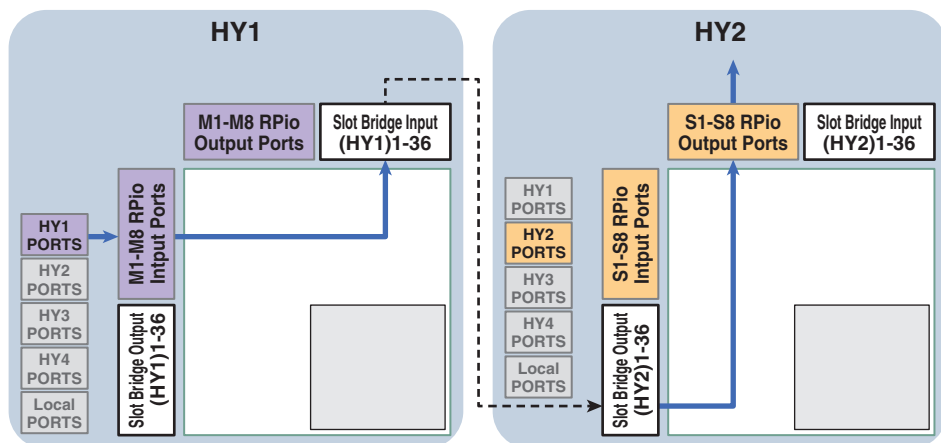 HY1
M1-M8 RPio
Output Ports
Slot Bridge Input
(HY1)1-36
M1-M8 RPio
Intput Ports
HY1
PORTS
HY2
PORTS
HY3
PORTS
HY4
PORTS
Local
PORTS
Slot Bridge Output
(HY1)1-36
HY2
S1-S8 RPio
Output Ports
Slot Bridge Input
(HY2)1-36
S1-S8 RPio
Intput Ports
HY1
PORTS
HY2
PORTS
HY3
PORTS
HY4
PORTS
Local
PORTS
Slot Bridge Output
(HY2)1-36